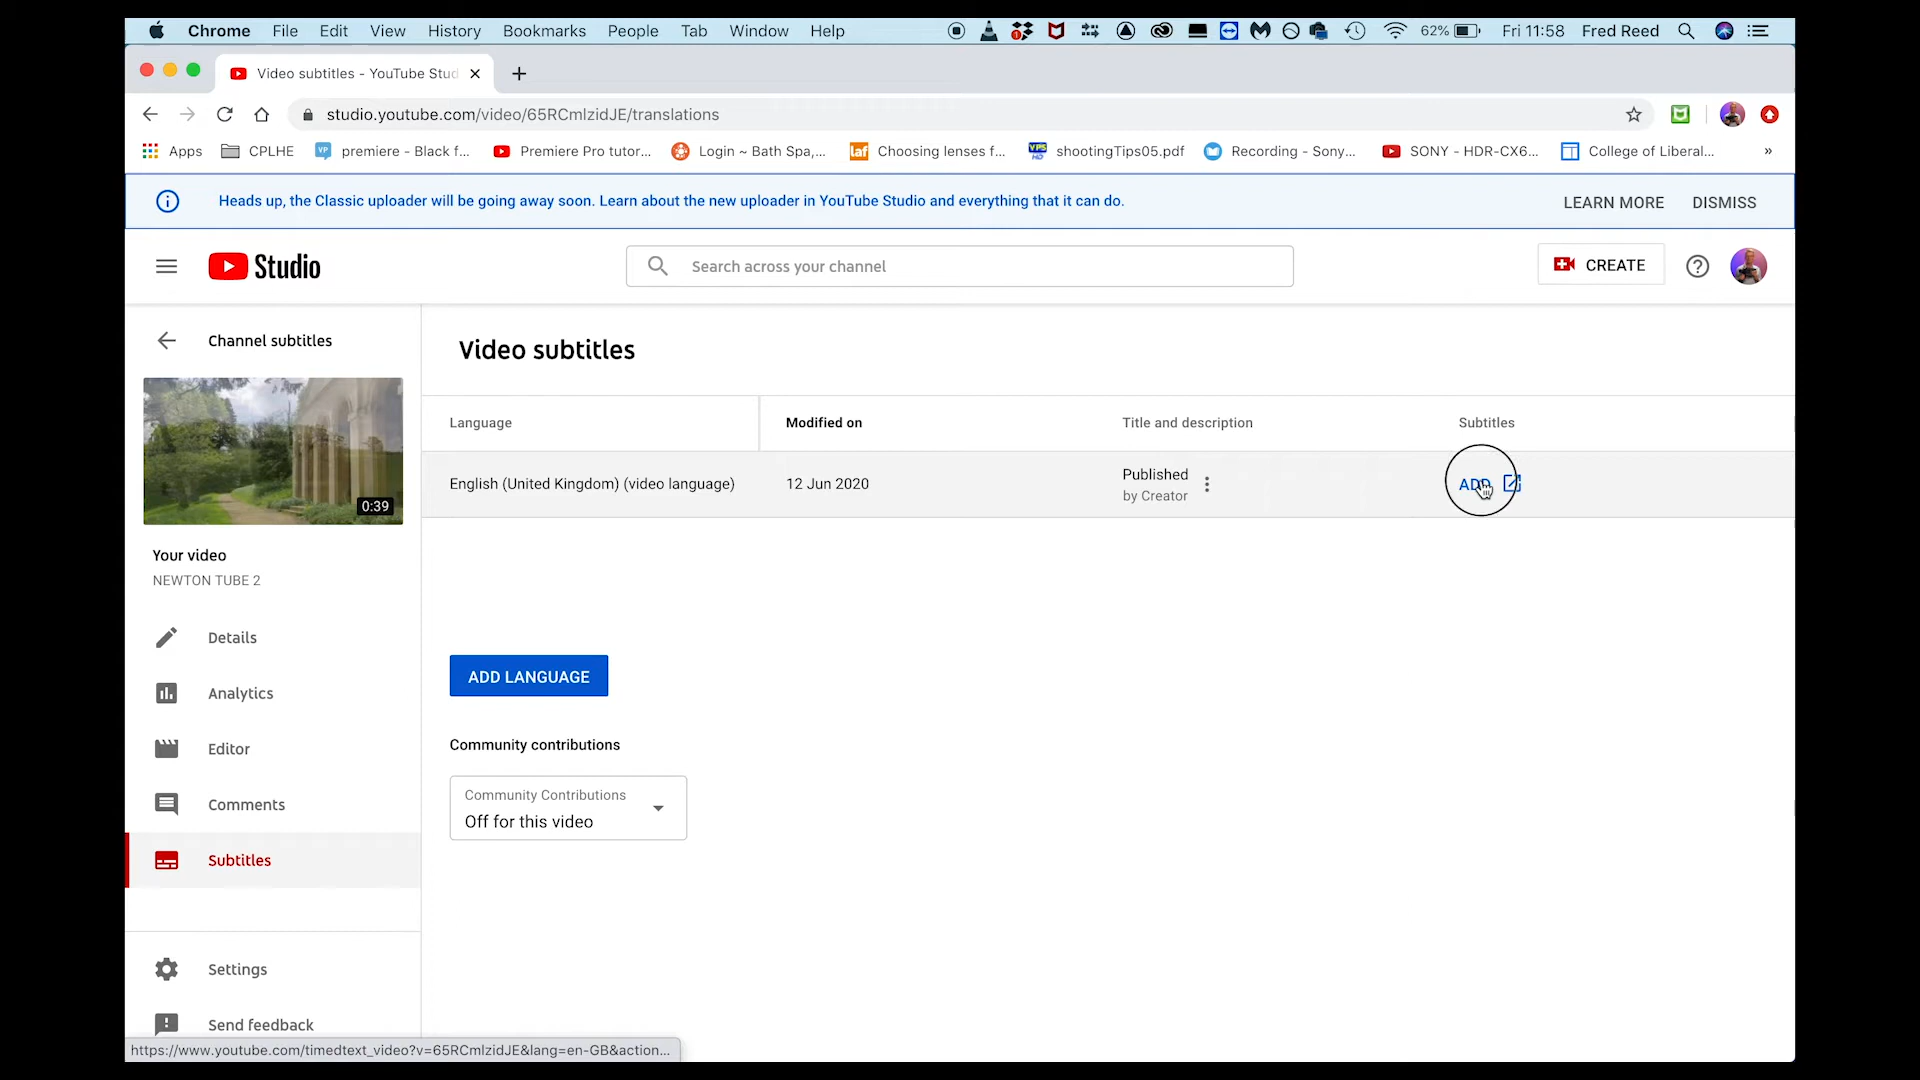 Chrome File Edit View History Bookmarks People Tab Window Help 62% Fri 11:58 Fred Reed
Video subtitles - YouTube Stud
studio.youtube.com/video/65RCmlzidJE/translations
Apps CPLHE premiere - Black f... Premiere Pro tutor... Login ~ Bath Spa,... Choosing lenses f... shootingTips05.pdf Recording - Sony... SONY - HDR-CX6... College of Liberal... »
Heads up, the Classic uploader will be going away soon. Learn about the new uploader in YouTube Studio and everything that it can do. LEARN MORE DISMISS
Studio Search across your channel CREATE
Channel subtitles
Video subtitles
Language Modified on Title and description Subtitles
English (United Kingdom) (video language) 12 Jun 2020 Published ADD
by Creator
0:39
Your video
NEWTON TUBE 2
Details
ADD LANGUAGE
Analytics
Community contributions
Editor
Community Contributions
Off for this video
Comments
Subtitles
Settings
Send feedback
https://www.youtube.com/timedtext_video?v=65RCmlzidJE&lang=en-GB&action...